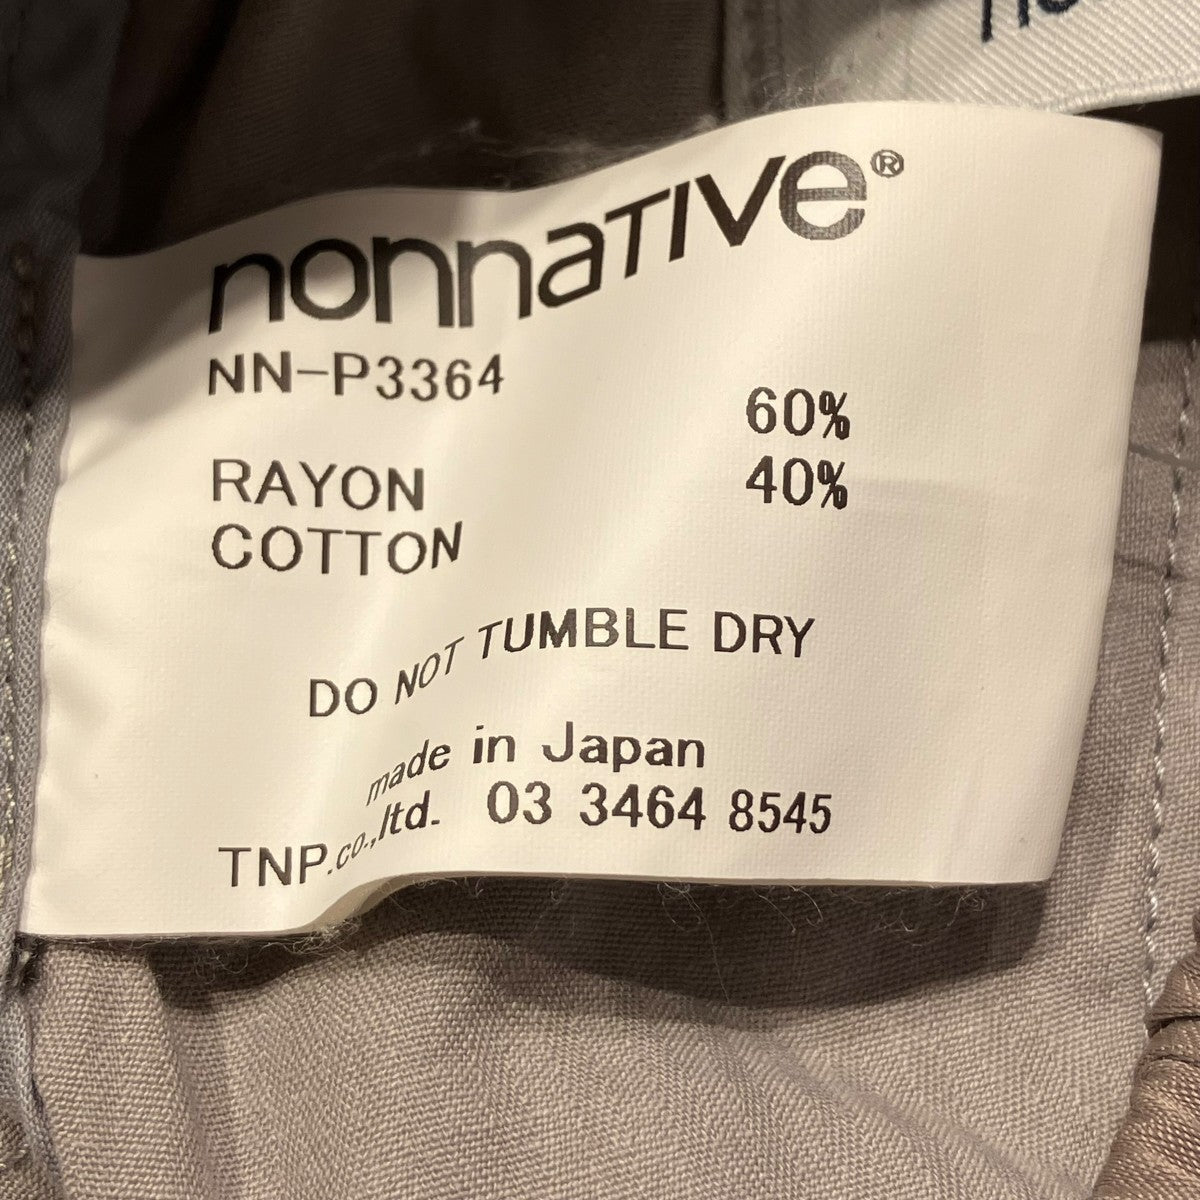 nonnaTIVe®
NN-P3364
RAYON 60%
COTTON 40%
DO NOT TUMBLE DRY
made in Japan
TNP.co.,ltd. 03 3464 8545